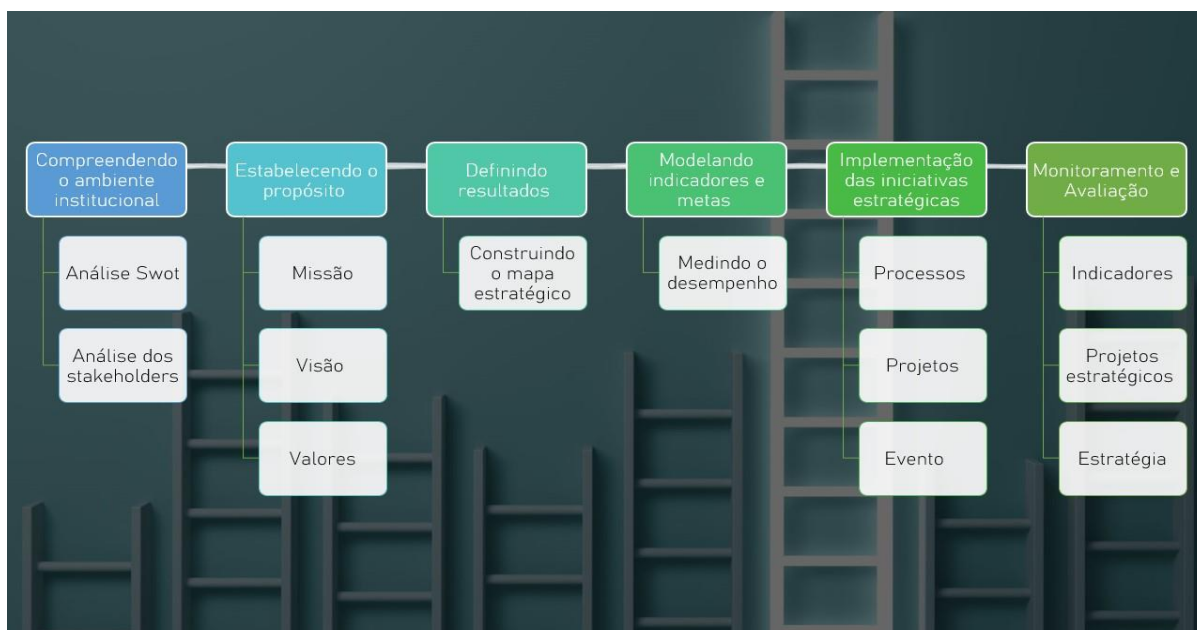 Compreendendo
o ambiente
institucional
Análise Swot
Análise dos
stakeholders
Estabelecendo o
propósito
Missão
Visão
Valores
Definindo
resultados
Construindo
o mapa
estratégico
Modelando
indicadores e
metas
Medindo o
desempenho
Implementação
das iniciativas
estratégicas
Processos
Projetos
Evento
Monitoramento e
Avaliação
Indicadores
Projetos
estratégicos
Estratégia